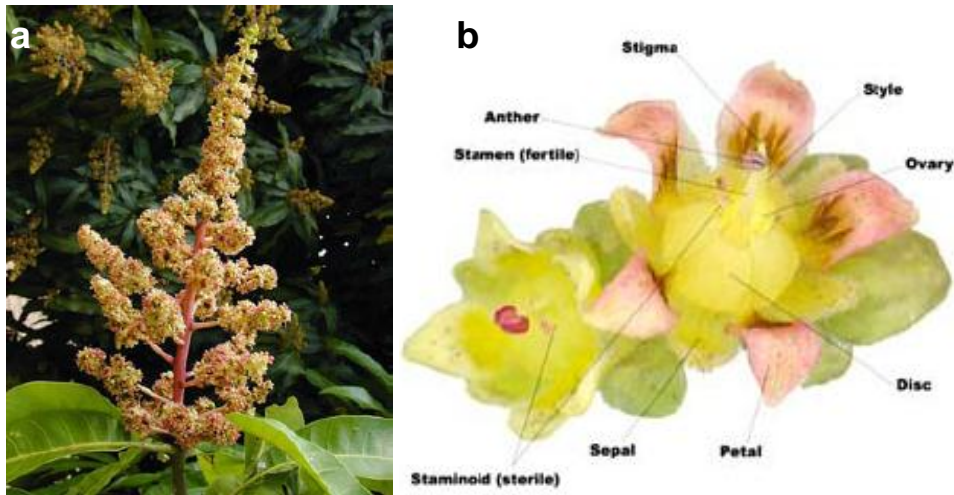 a
b
Stigma
Style
Anther
Stamen (fertile)
Ovary
Disc
Sepal
Petal
Staminoid (sterile)